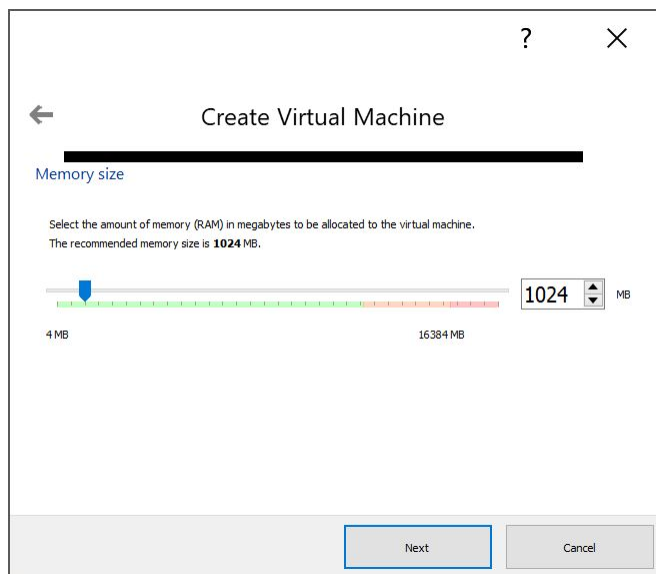 ?
Create Virtual Machine
Memory size
Select the amount of memory (RAM) in megabytes to be allocated to the virtual machine.
The recommended memory size is 1024 MB.
1024 MB
4 MB 16384 MB
Next Cancel